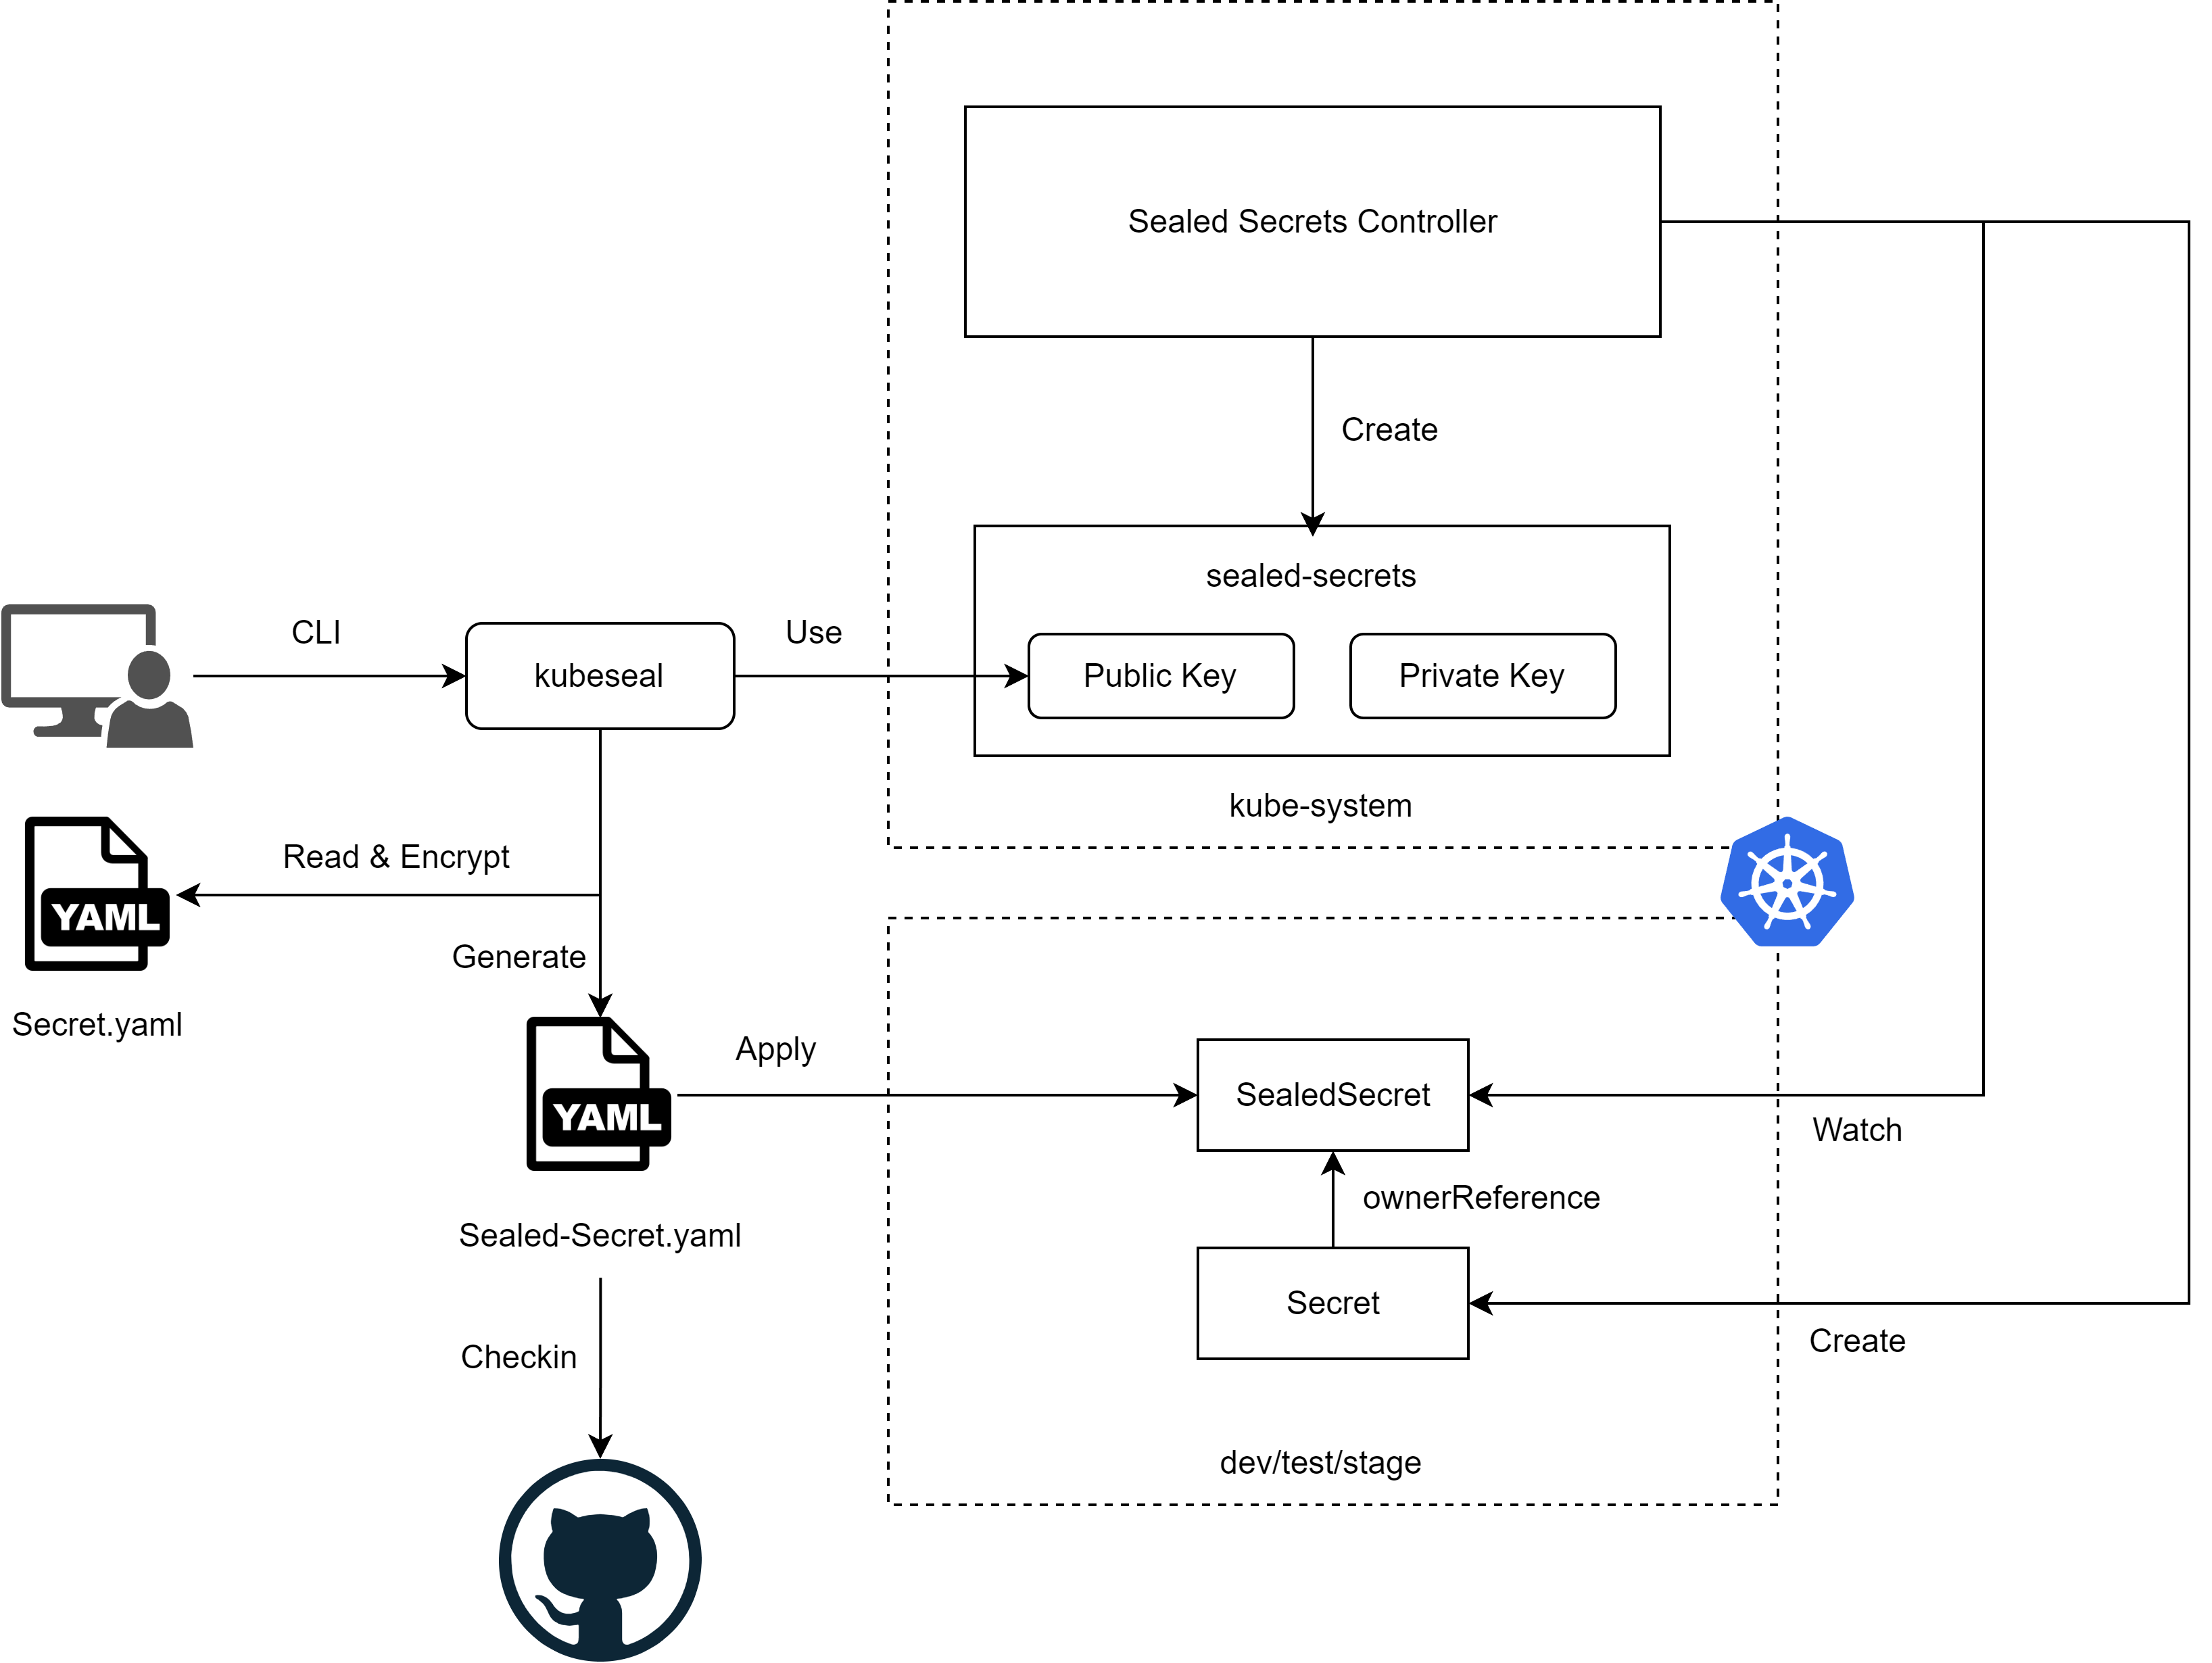 Sealed Secrets Controller
Create
sealed-secrets
CLI
kubeseal
Use
Public Key
Private Key
kube-system
Read & Encrypt
YAML
Secret.yaml
Generate
YAML
Sealed-Secret.yaml
Apply
SealedSecret
Watch
ownerReference
Secret
Create
Checkin
dev/test/stage